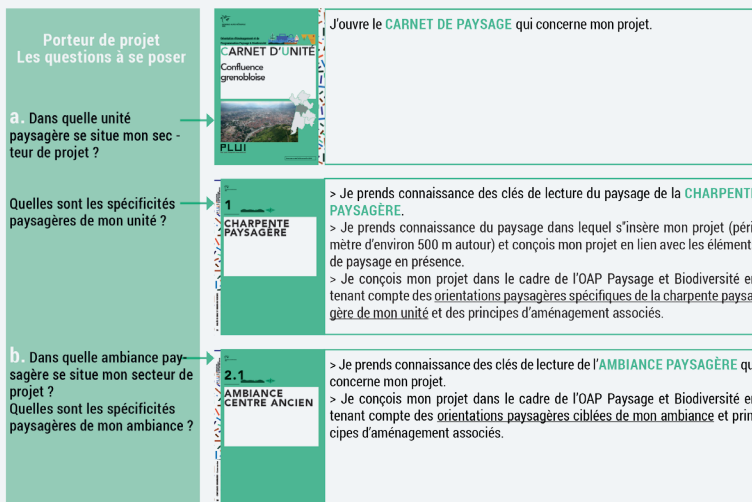 Porteur de projet
Les questions à se poser
a. Dans quelle unité
paysagère se situe mon sec -
teur de projet ?
CARNET D'UNITÉ
Confluence
grenobloise
PLUI
J'ouvre le CARNET DE PAYSAGE qui concerne mon projet.
Quelles sont les spécificités
paysagères de mon unité ?
1
CHARPENTE
PAYSAGÈRE
> Je prends connaissance des clés de lecture du paysage de la CHARPENTE
PAYSAGÈRE.
> Je prends connaissance du paysage dans lequel s"insère mon projet (péri
mètre d'environ 500 m autour) et conçois mon projet en lien avec les élément
de paysage en présence.
> Je conçois mon projet dans le cadre de l'OAP Paysage et Biodiversité en
tenant compte des orientations paysagères spécifiques de la charpente paysa
gère de mon unité et des principes d'aménagement associés.
b. Dans quelle ambiance pay-
sagère se situe mon secteur de
projet ?
Quelles sont les spécificités
paysagères de mon ambiance ?
2.1
AMBIANCE
CENTRE ANCIEN
> Je prends connaissance des clés de lecture de l'AMBIANCE PAYSAGÈRE qu
concerne mon projet.
> Je conçois mon projet dans le cadre de l'OAP Paysage et Biodiversité en
tenant compte des orientations paysagères ciblées de mon ambiance et prin
cipes d'aménagement associés.